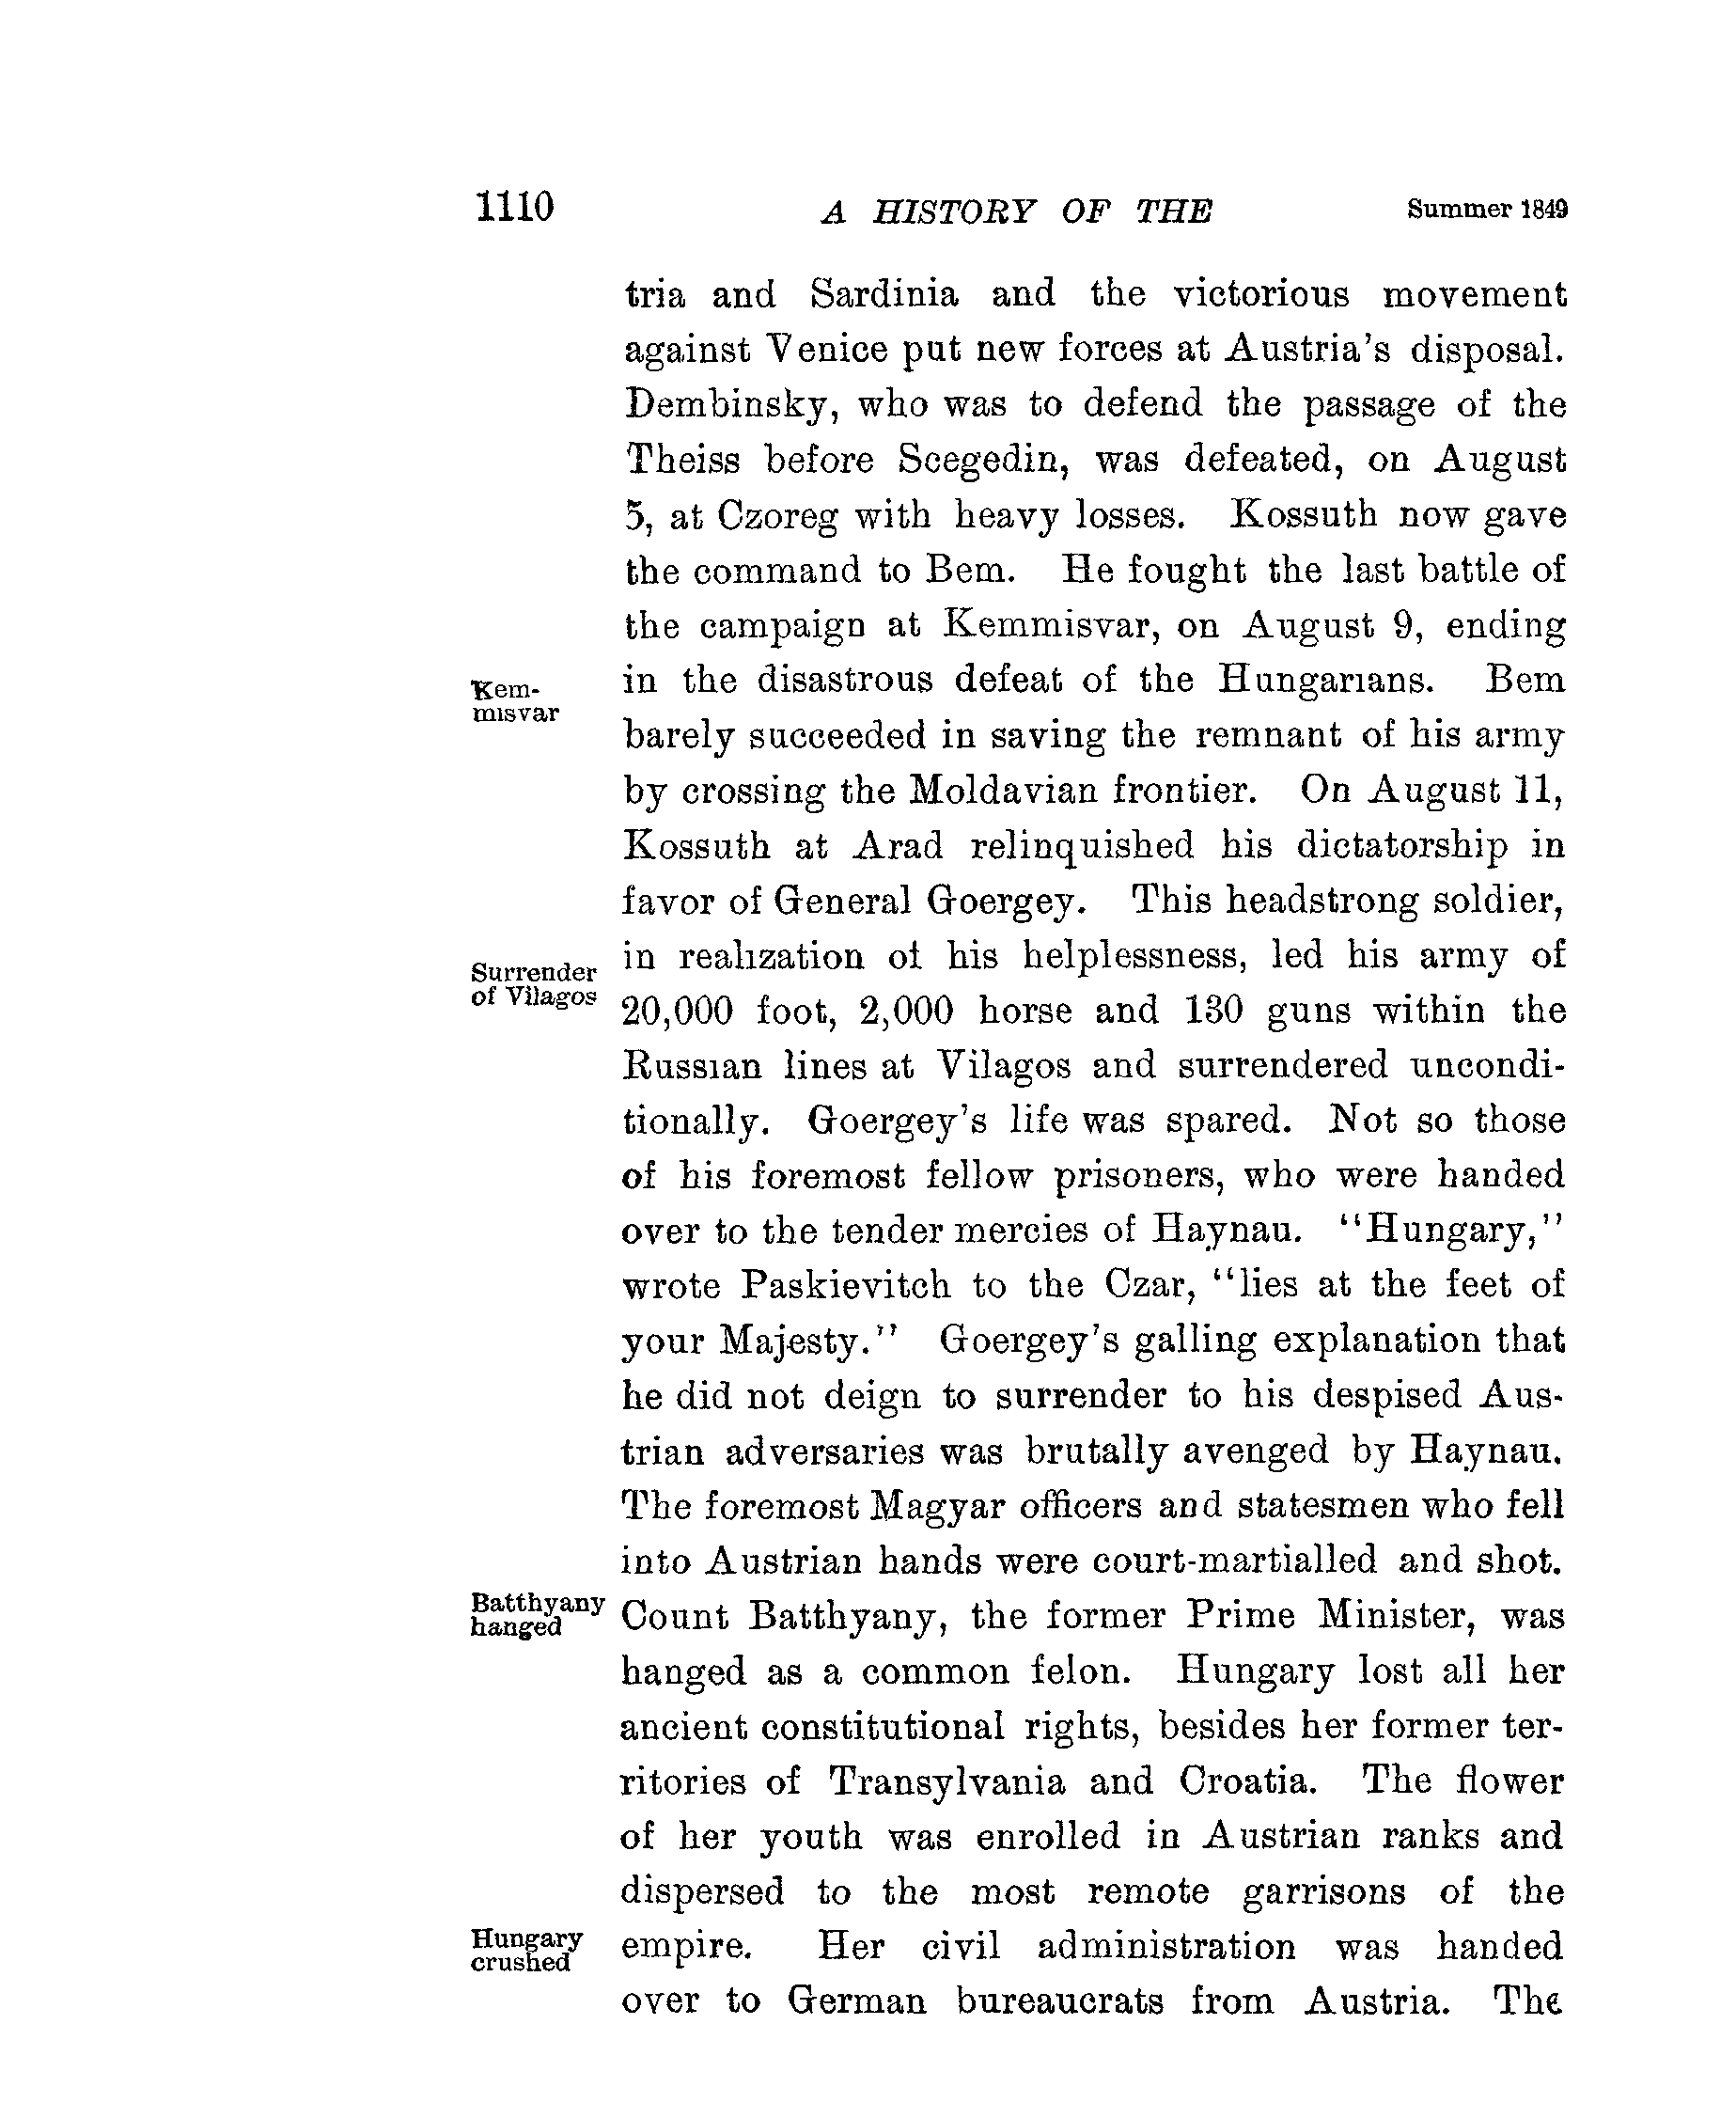 1110 A HISTORY OF THE Summer 1849
tria and Sardinia and the victorious movement
against Venice put new forces at Austria's disposal.
Dembinsky, who was to defend the passage of the
Theiss before Scegedin, was defeated, on August
5, at Czoreg with heavy losses. Kossuth now gave
the command to Bem. He fought the last battle of
the campaign at Kemmisvar, on August 9, ending
Kem-
misvar
in the disastrous defeat of the Hungarians. Bem
barely succeeded in saving the remnant of his army
by crossing the Moldavian frontier. On August 11,
Kossuth at Arad relinquished his dictatorship in
favor of General Goergey. This headstrong soldier,
Surrender
of Vilagos
in realization of his helplessness, led his army of
20,000 foot, 2,000 horse and 130 guns within the
Russian lines at Vilagos and surrendered uncondi-
tionally. Goergey's life was spared. Not so those
of his foremost fellow prisoners, who were handed
over to the tender mercies of Haynau. "Hungary,"
wrote Paskievitch to the Czar, "lies at the feet of
your Majesty." Goergey's galling explanation that
he did not deign to surrender to his despised Aus-
trian adversaries was brutally avenged by Haynau.
The foremost Magyar officers and statesmen who fell
into Austrian hands were court-martialled and shot.
Batthyany
hanged
Count Batthyany, the former Prime Minister, was
hanged as a common felon. Hungary lost all her
ancient constitutional rights, besides her former ter-
ritories of Transylvania and Croatia. The flower
of her youth was enrolled in Austrian ranks and
dispersed to the most remote garrisons of the
Hungary
crushed
empire. Her civil administration was handed
over to German bureaucrats from Austria. The